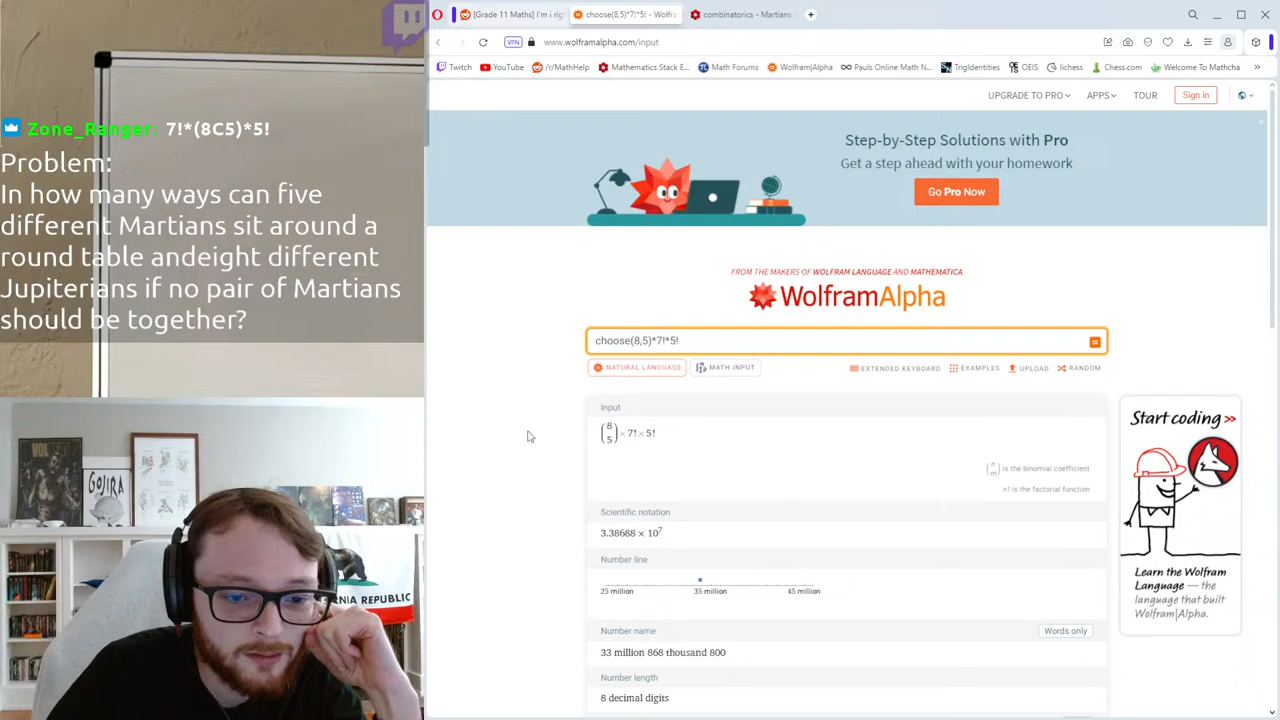 [Grade 11 Maths] I'm i rig
choose(8,5)*7!*5! – Wolfra
combinatorics - Martians
VPN
www.wolframalpha.com/input
Twitch
YouTube
/r/MathHelp
Mathematics Stack E...
Math Forums
Wolfram|Alpha
Pauls Online Math N...
TrigIdentities
OEIS
lichess
Chess.com
Welcome To Mathcha
UPGRADE TO PRO
APPS
TOUR
Sign in
Zone_Ranger: 7!*(8C5)*5!
Problem:
In how many ways can five
different Martians sit around a
round table andeight different
Jupiterians if no pair of Martians
should be together?
Step-by-Step Solutions with Pro
Get a step ahead with your homework
Go Pro Now
FROM THE MAKERS OF WOLFRAM LANGUAGE AND MATHEMATICA
WolframAlpha
choose(8,5)*7!*5!
NATURAL LANGUAGE
MATH INPUT
EXTENDED KEYBOARD
EXAMPLES
UPLOAD
RANDOM
Input
(8 5) × 7! × 5!
(n m) is the binomial coefficient
n! is the factorial function
Scientific notation
3.38688 × 10^7
Number line
25 million
35 million
45 million
Number name
Words only
33 million 868 thousand 800
Number length
8 decimal digits
Start coding >>
Learn the Wolfram
Language — the
language that built
Wolfram|Alpha.
GOJIRA
IFORNIA REPUBLIC